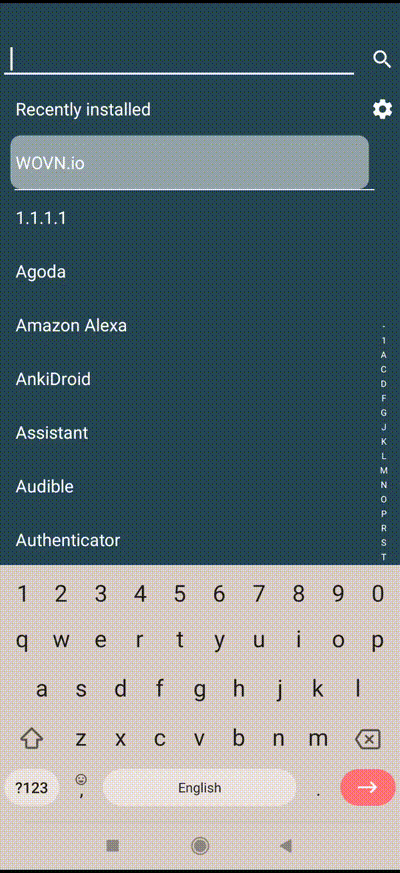 Recently installed
WOVN.io
1.1.1.1
Agoda
Amazon Alexa
AnkiDroid
Assistant
Audible
Authenticator
-
1
A
C
D
F
G
J
K
L
M
N
O
P
R
S
T
1 2 3 4 5 6 7 8 9 0
q w e r t y u i o p
a s d f g h j k l
z x c v b n m
?123 , English .